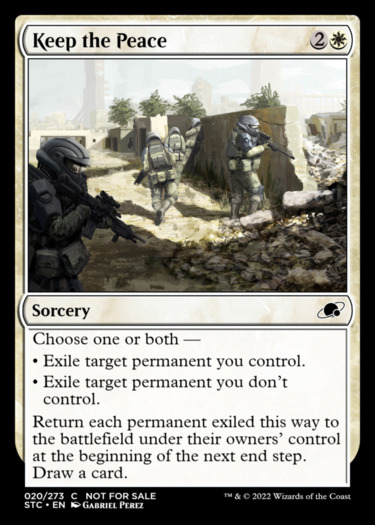 Keep the Peace 2
Sorcery
Choose one or both —
• Exile target permanent you control.
• Exile target permanent you don't
control.
Return each permanent exiled this way to
the battlefield under their owners' control
at the beginning of the next end step.
Draw a card.
020/273 C NOT FOR SALE
STC • EN Gabriel Perez
™ & © 2022 Wizards of the Coast